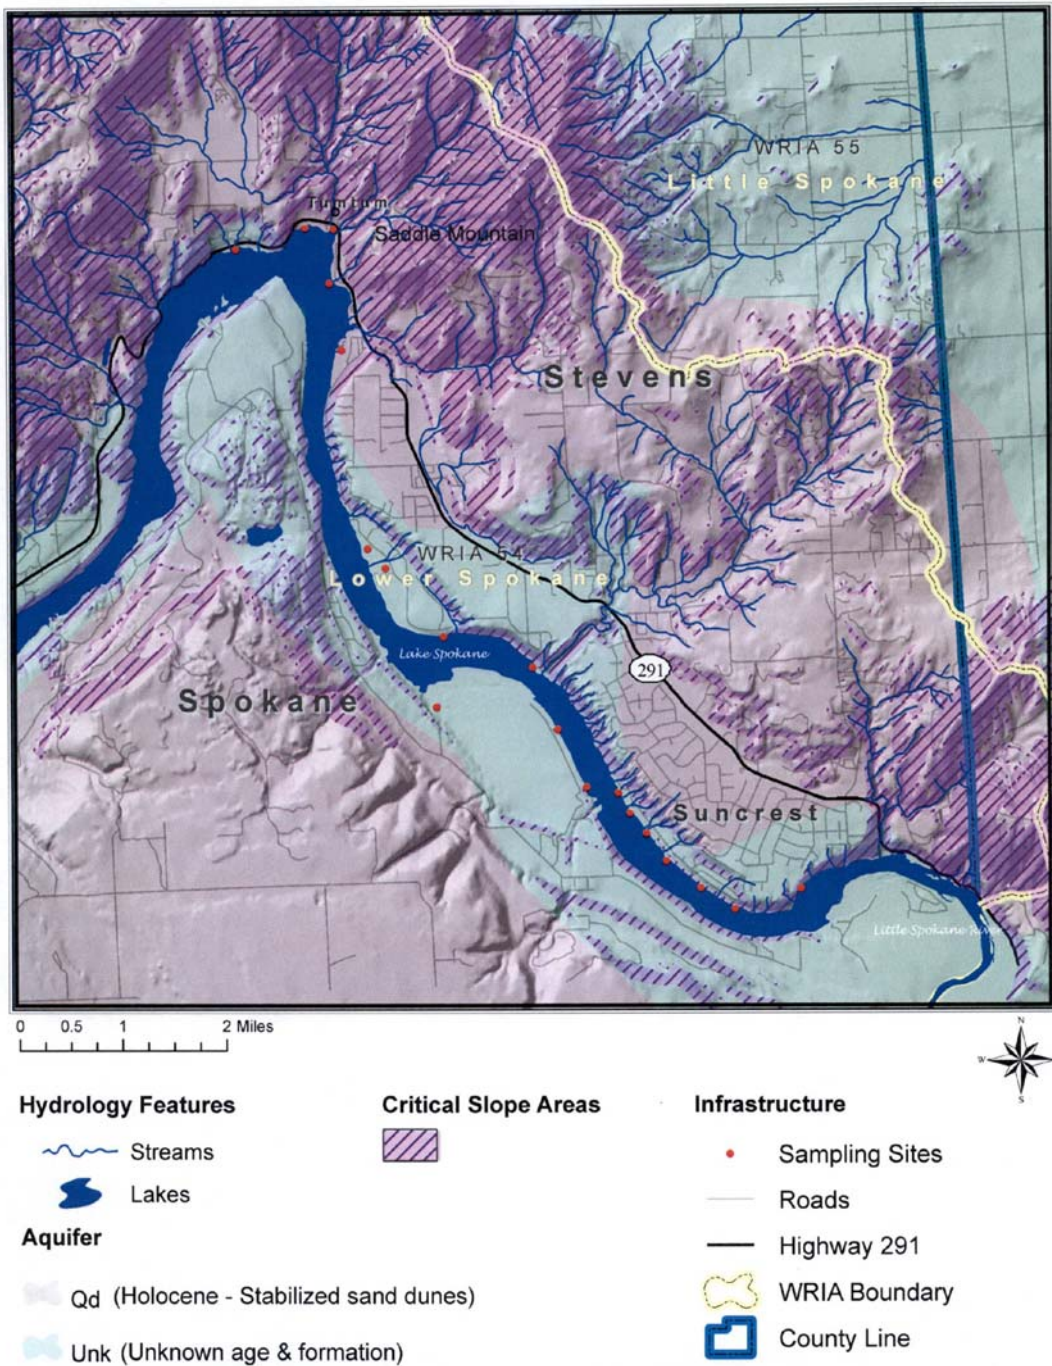 WRIA 55
Little Spokane
Tumtum
Saddle Mountain
Stevens
WRIA 54
Lower Spokane
Lake Spokane
291
Spokane
Suncrest
Little Spokane River
0 0.5 1 2 Miles
N
W
S
Hydrology Features
Streams
Lakes
Aquifer
Qd (Holocene - Stabilized sand dunes)
Unk (Unknown age & formation)
Critical Slope Areas
Infrastructure
Sampling Sites
Roads
Highway 291
WRIA Boundary
County Line